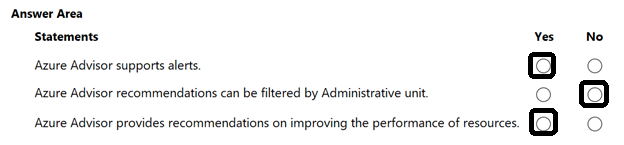 Answer Area
Statements Yes No
Azure Advisor supports alerts.
Azure Advisor recommendations can be filtered by Administrative unit.
Azure Advisor provides recommendations on improving the performance of resources.